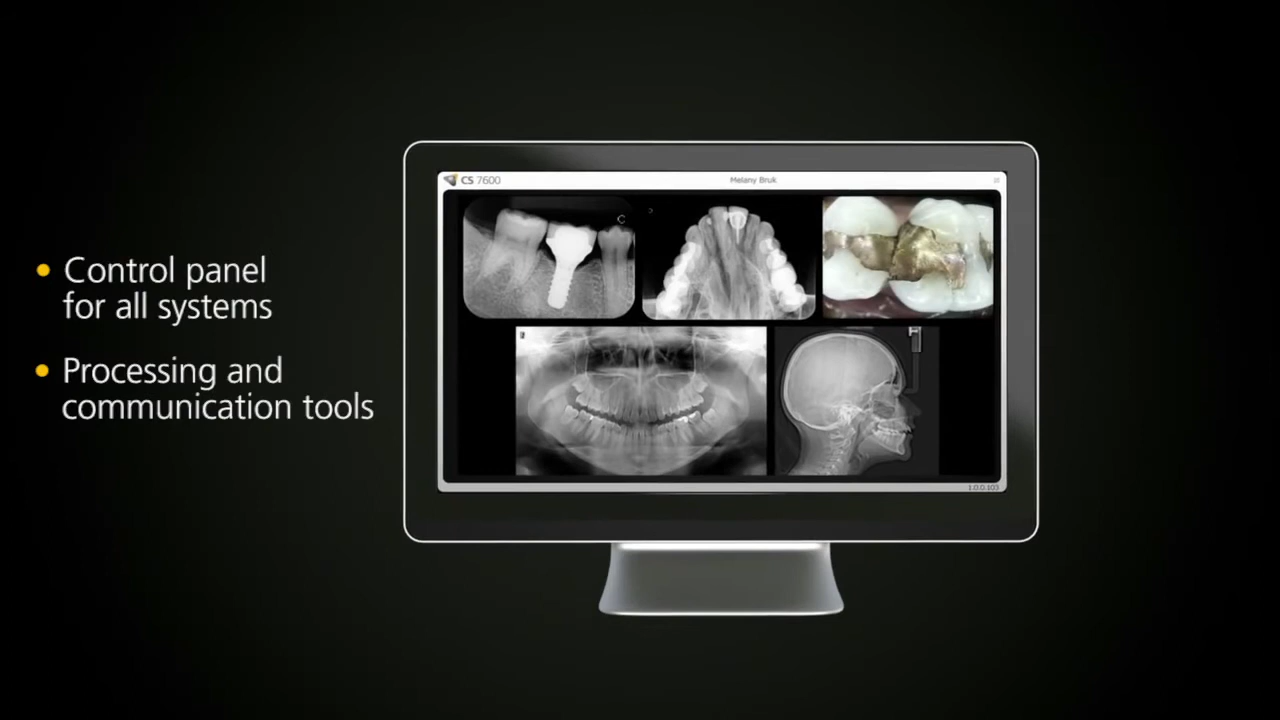 • Control panel
for all systems
• Processing and
communication tools
CS 7600
Melany Bruk
1.0.0.103